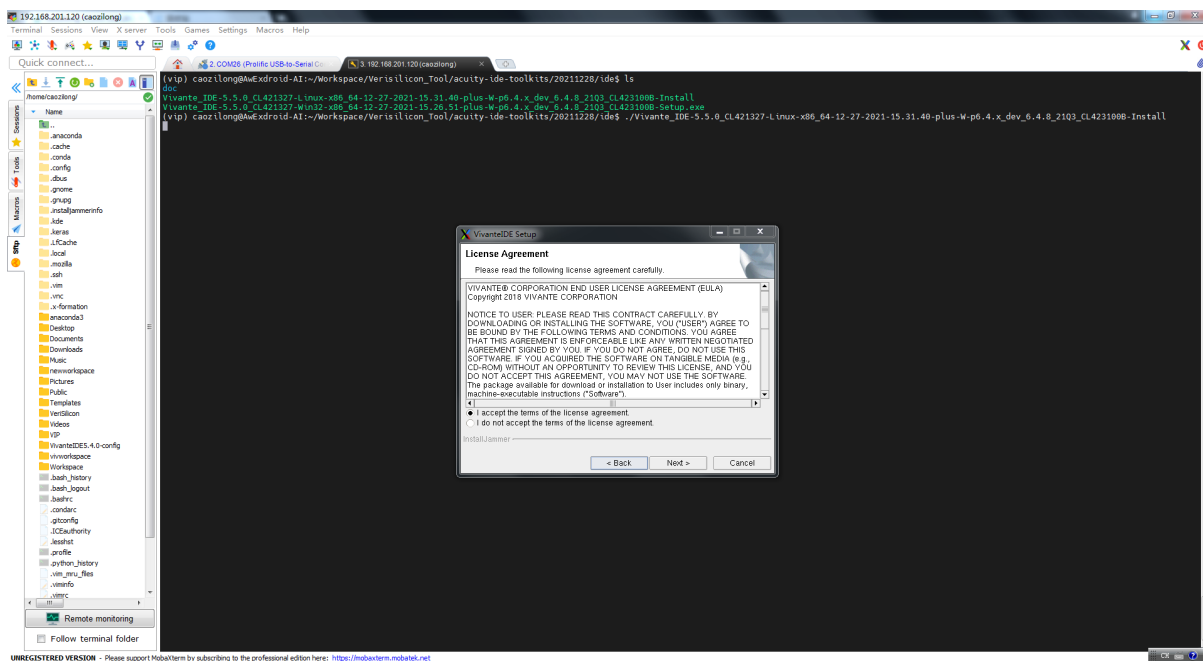 192.168.201.120 (caozilong)
Terminal Sessions View X server Tools Games Settings Macros Help
Quick connect...
2. COM26 (Prolific USB-to-Serial Co
3. 192.168.201.120 (caozilong)
/home/caozilong/
Name
..
.anaconda
.cache
.conda
.config
.dbus
.gnome
.gnupg
.installjammerinfo
.kde
.keras
.LfCache
.local
.mozilla
.ssh
.vim
.vnc
.x-formation
anaconda3
Desktop
Documents
Downloads
Music
newworkspace
Pictures
Public
Templates
VeriSilicon
Videos
VIP
VivanteIDE5.4.0-config
vivworkspace
Workspace
.bash_history
.bash_logout
.bashrc
.condarc
.gitconfig
.ICEauthority
.lesshst
.profile
.python_history
.vim_mru_files
.viminfo
.vimrc
Sessions
Tools
Macros
Sftp
Remote monitoring
Follow terminal folder
(vip) caozilong@AwExdroid-AI:~/Workspace/Verisilicon_Tool/acuity-ide-toolkits/20211228/ide$ ls
doc
Vivante_IDE-5.5.0_CL421327-Linux-x86_64-12-27-2021-15.31.40-plus-W-p6.4.x_dev_6.4.8_21Q3_CL423100B-Install
Vivante_IDE-5.5.0_CL421327-Win32-x86_64-12-27-2021-15.26.51-plus-W-p6.4.x_dev_6.4.8_21Q3_CL423100B-Setup.exe
(vip) caozilong@AwExdroid-AI:~/Workspace/Verisilicon_Tool/acuity-ide-toolkits/20211228/ide$ ./Vivante_IDE-5.5.0_CL421327-Linux-x86_64-12-27-2021-15.31.40-plus-W-p6.4.x_dev_6.4.8_21Q3_CL423100B-Install
VivanteIDE Setup
License Agreement
Please read the following license agreement carefully.
VIVANTE® CORPORATION END USER LICENSE AGREEMENT (EULA)
Copyright 2018 VIVANTE CORPORATION
NOTICE TO USER: PLEASE READ THIS CONTRACT CAREFULLY. BY
DOWNLOADING OR INSTALLING THE SOFTWARE, YOU ("USER") AGREE TO
BE BOUND BY THE FOLLOWING TERMS AND CONDITIONS. YOU AGREE
THAT THIS AGREEMENT IS ENFORCEABLE LIKE ANY WRITTEN NEGOTIATED
AGREEMENT SIGNED BY YOU. IF YOU DO NOT AGREE, DO NOT USE THIS
SOFTWARE. IF YOU ACQUIRED THE SOFTWARE ON TANGIBLE MEDIA (e.g.,
CD-ROM) WITHOUT AN OPPORTUNITY TO REVIEW THIS LICENSE, AND YOU
DO NOT ACCEPT THIS AGREEMENT, YOU MAY NOT USE THE SOFTWARE.
The package available for download or installation to User includes only binary,
machine-executable instructions ("Software").
I accept the terms of the license agreement.
I do not accept the terms of the license agreement.
InstallJammer
< Back
Next >
Cancel
UNREGISTERED VERSION - Please support MobaXterm by subscribing to the professional edition here: https://mobaxterm.mobatek.net